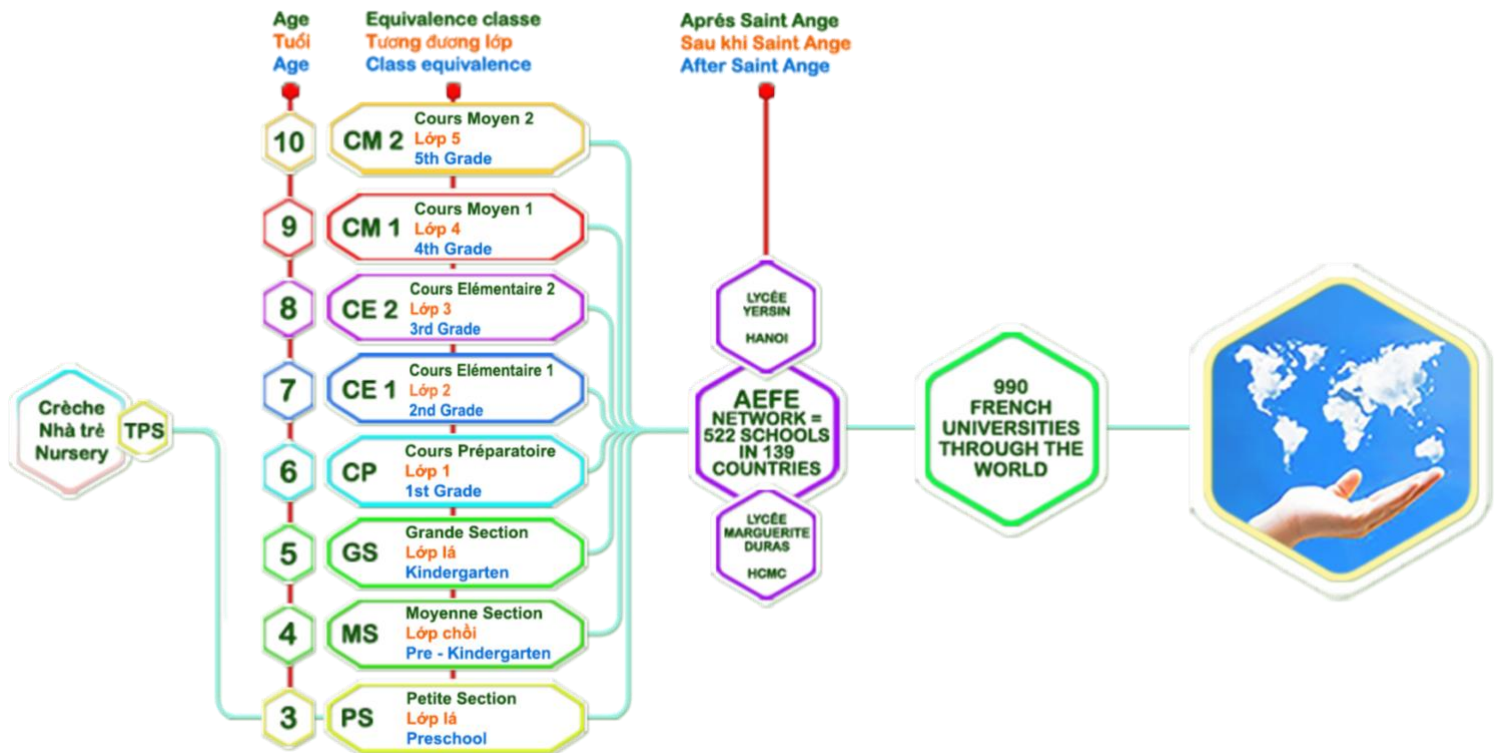 Age
Tuổi
Age
Equivalence classe
Tương đương lớp
Class equivalence
Aprés Saint Ange
Sau khi Saint Ange
After Saint Ange
10
CM 2
Cours Moyen 2
Lớp 5
5th Grade
9
CM 1
Cours Moyen 1
Lớp 4
4th Grade
8
CE 2
Cours Elémentaire 2
Lớp 3
3rd Grade
7
CE 1
Cours Elémentaire 1
Lớp 2
2nd Grade
6
CP
Cours Préparatoire
Lớp 1
1st Grade
5
GS
Grande Section
Lớp lá
Kindergarten
4
MS
Moyenne Section
Lớp chồi
Pre - Kindergarten
3
PS
Petite Section
Lớp lá
Preschool
Crèche
Nhà trẻ
Nursery
TPS
LYCÉE
YERSIN
HANOI
AEFE
NETWORK =
522 SCHOOLS
IN 139
COUNTRIES
LYCÉE
MARGUERITE
DURAS
HCMC
990
FRENCH
UNIVERSITIES
THROUGH THE
WORLD